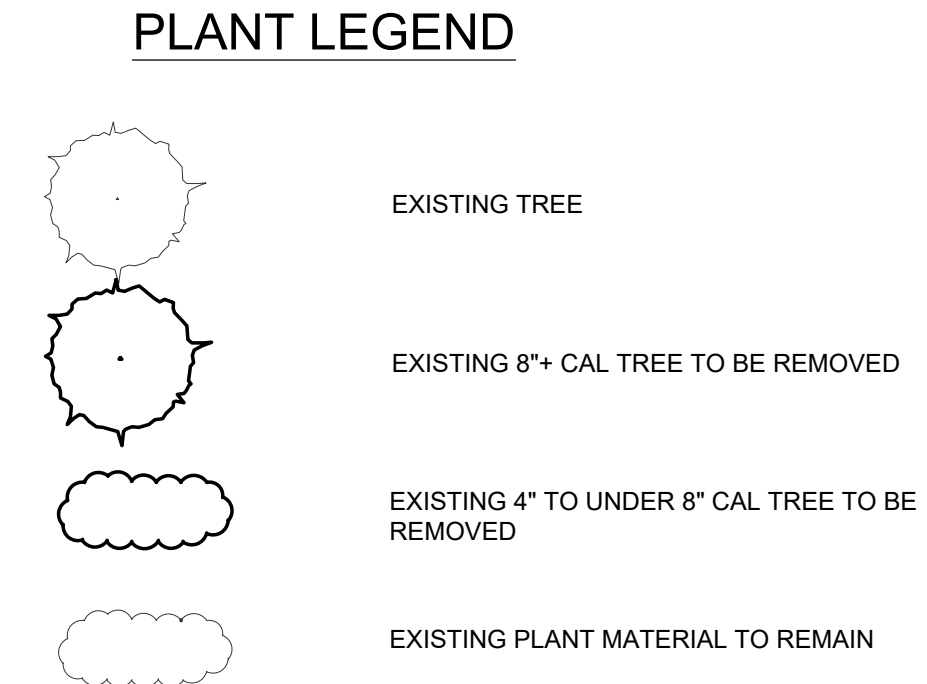 PLANT LEGEND
EXISTING TREE
EXISTING 8"+ CAL TREE TO BE REMOVED
EXISTING 4" TO UNDER 8" CAL TREE TO BE
REMOVED
EXISTING PLANT MATERIAL TO REMAIN